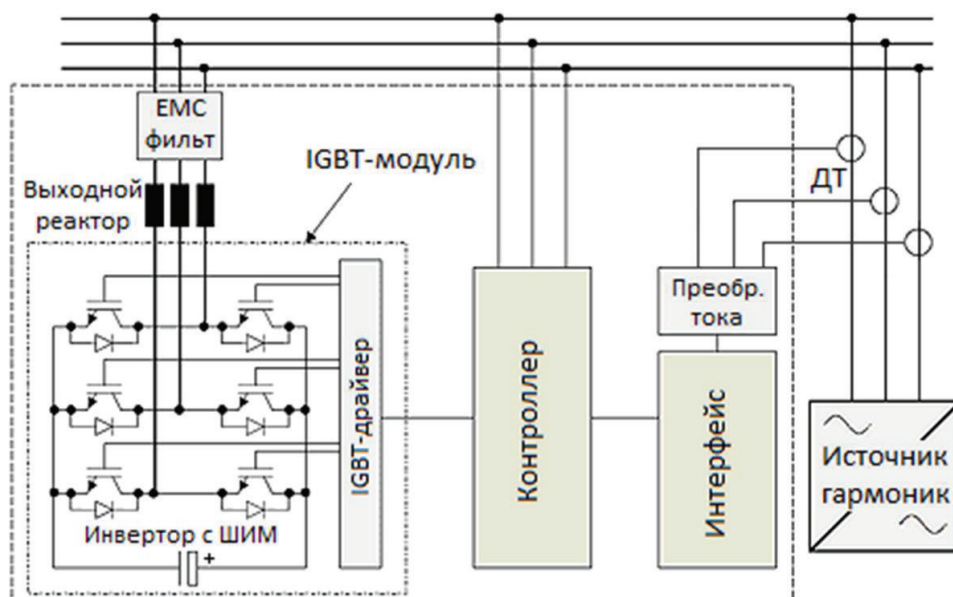 EMC
фильт
IGBT-модуль
Выходной
реактор
ДТ
Преобр.
тока
IGBT-драйвер
Контроллер
Интерфейс
Источник
гармоник
Инвертор с ШИМ
+